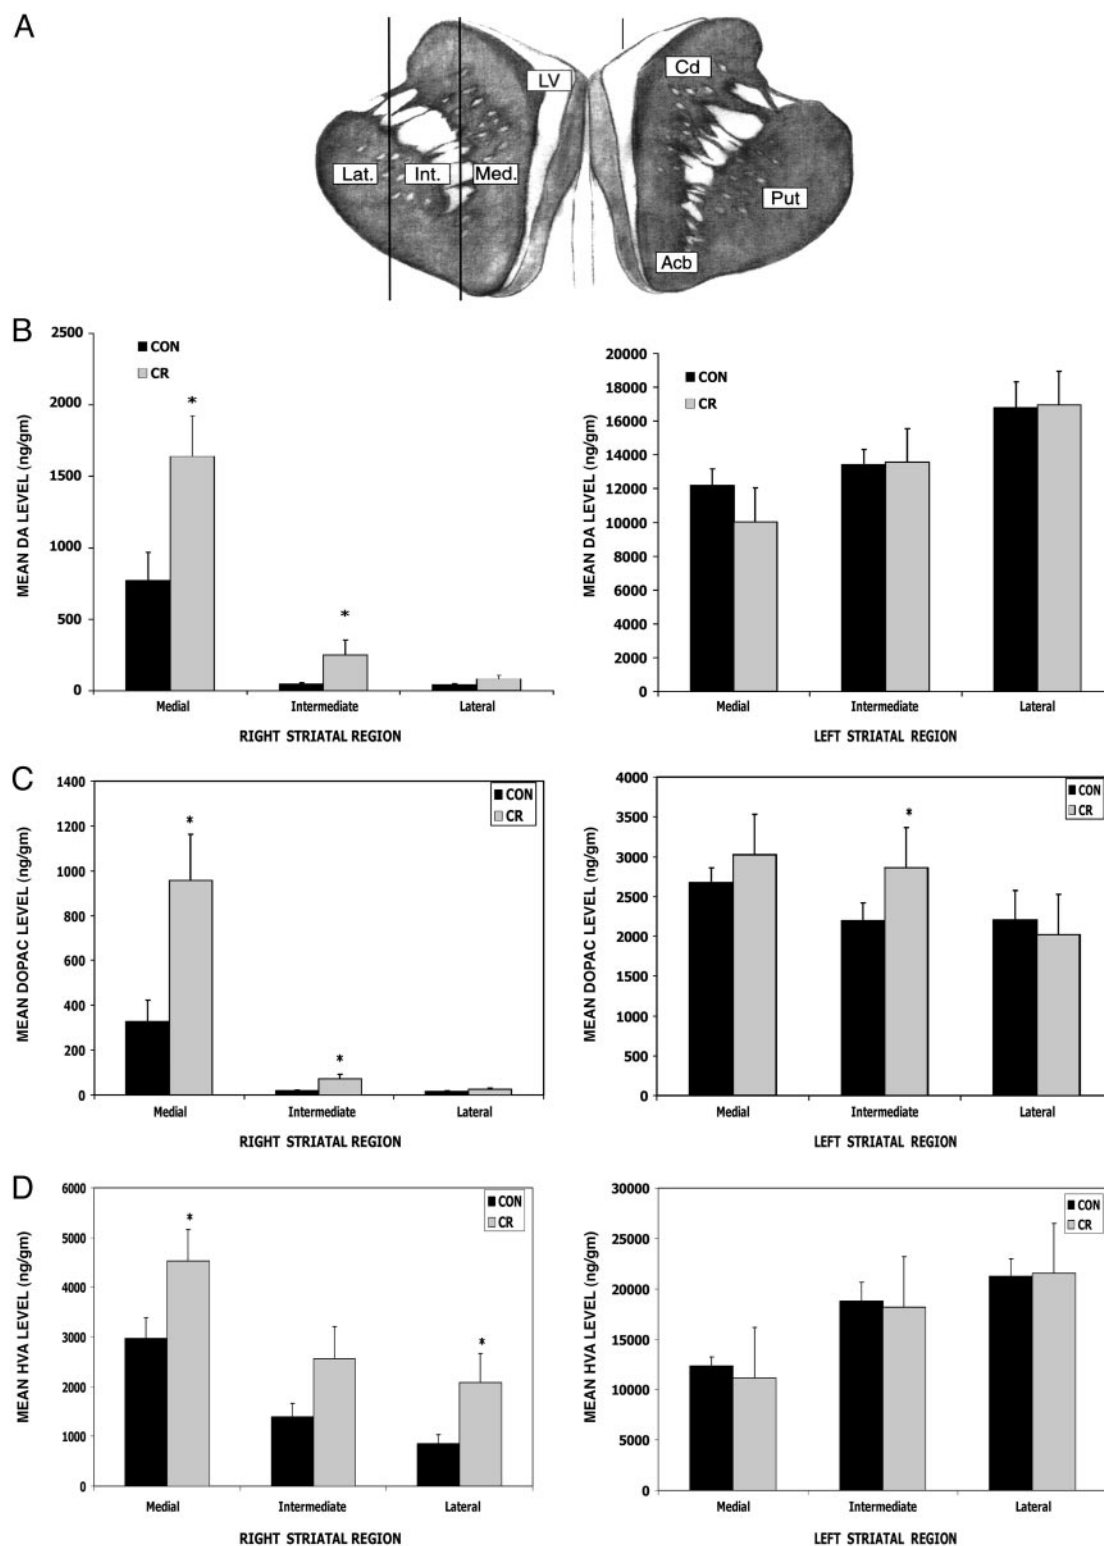 A
LV
Cd
Lat.
Int.
Med.
Put
Acb
B
MEAN DA LEVEL (ng/gm)
2500
2000
1500
1000
500
0
CON
CR
*
*
Medial
Intermediate
Lateral
RIGHT STRIATAL REGION
MEAN DA LEVEL (ng/gm)
20000
18000
16000
14000
12000
10000
8000
6000
4000
2000
0
CON
CR
Medial
Intermediate
Lateral
LEFT STRIATAL REGION
C
MEAN DOPAC LEVEL (ng/gm)
1400
1200
1000
800
600
400
200
0
CON
CR
*
*
Medial
Intermediate
Lateral
RIGHT STRIATAL REGION
MEAN DOPAC LEVEL (ng/gm)
4000
3500
3000
2500
2000
1500
1000
500
0
CON
CR
*
Medial
Intermediate
Lateral
LEFT STRIATAL REGION
D
MEAN HVA LEVEL (ng/gm)
6000
5000
4000
3000
2000
1000
0
CON
CR
*
*
Medial
Intermediate
Lateral
RIGHT STRIATAL REGION
MEAN HVA LEVEL (ng/gm)
30000
25000
20000
15000
10000
5000
0
CON
CR
Medial
Intermediate
Lateral
LEFT STRIATAL REGION